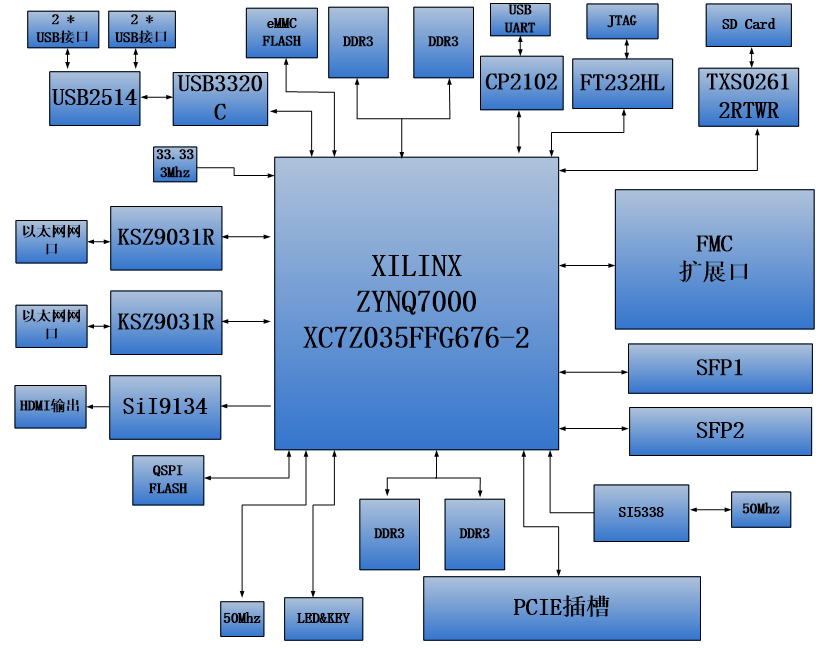 2 *
USB接口
2 *
USB接口
eMMC
FLASH
DDR3
DDR3
USB
UART
JTAG
SD Card
USB2514
USB3320
C
CP2102
FT232HL
TXS0261
2RTWR
33.33
3Mhz
以太网网
口
KSZ9031R
XILINX
ZYNQ7000
XC7Z035FFG676-2
FMC
扩展口
以太网网
口
KSZ9031R
SFP1
HDMI输出
SiI9134
SFP2
QSPI
FLASH
DDR3
DDR3
SI5338
50Mhz
50Mhz
LED&KEY
PCIE插槽